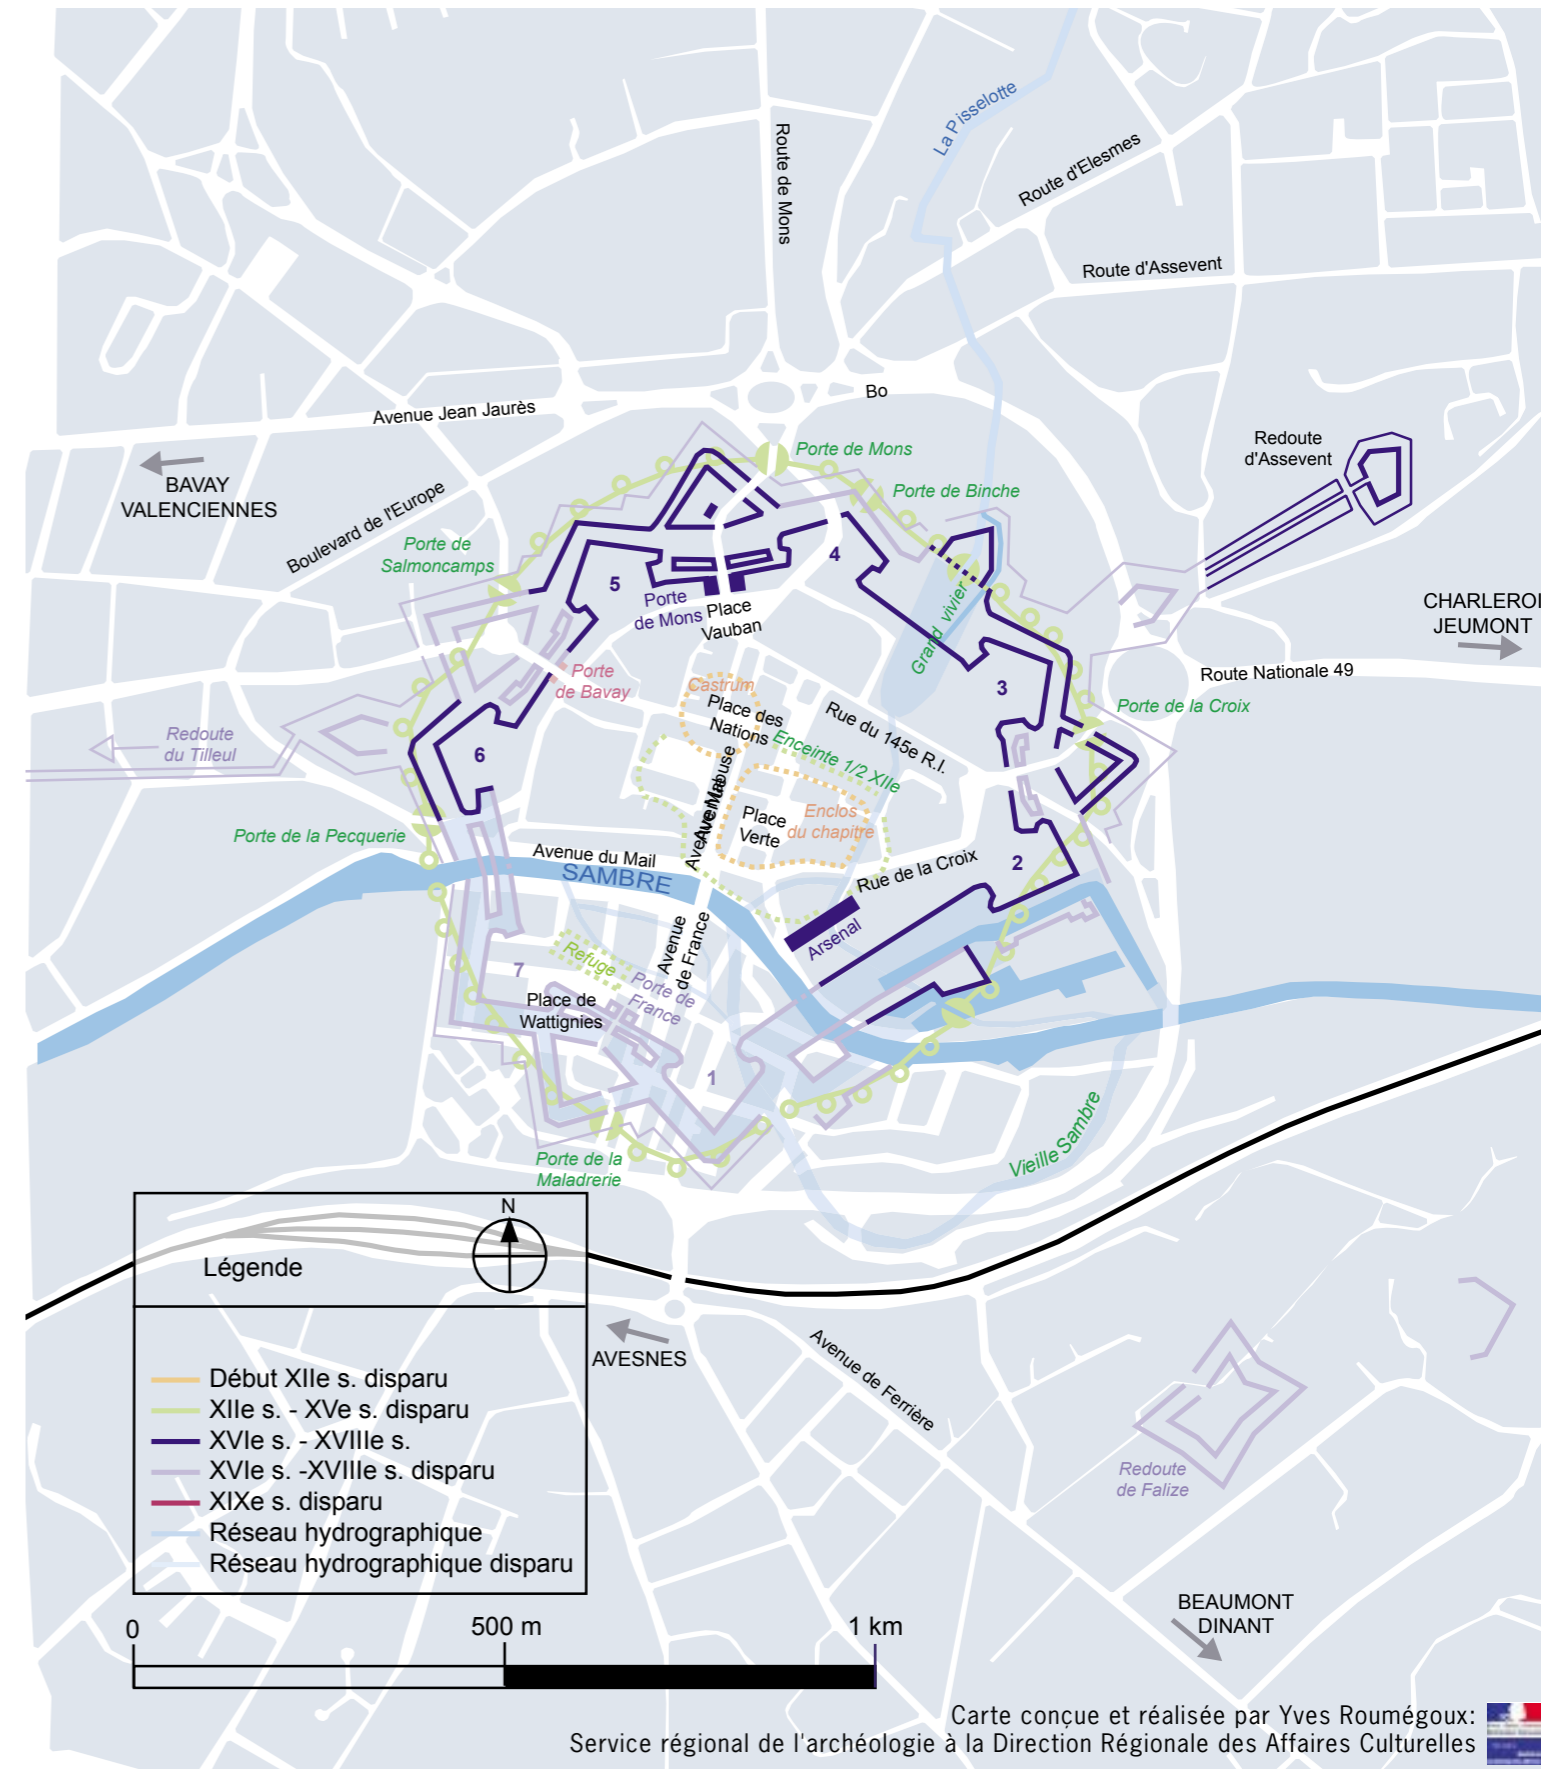 La Pisselotte
Route de Mons
Route d'Elesmes
Route d'Assevent
Bo
Avenue Jean Jaurès
Porte de Mons
Redoute
d'Assevent
BAVAY
VALENCIENNES
Boulevard de l'Europe
Porte de Binche
Porte de
Salmoncamps
4
5
Porte
de Mons
Place
Vauban
Grand vivier
CHARLEROI
JEUMONT
Route Nationale 49
Porte
de Bavay
Castrum
3
Place des
Nations
Rue du 145e R.I.
Porte de la Croix
Redoute
du Tilleul
Enceinte 1/2 XIIe
6
Avenue Mabuse
Place
Verte
Enclos
du chapitre
Porte de la Pecquerie
Avenue du Mail
SAMBRE
Rue de la Croix
2
Arsenal
Avenue
de France
Refuge
7
Porte de
France
Place de
Wattignies
1
Vieille Sambre
Porte de la
Maladrerie
N
Légende
Début XIIe s. disparu
XIIe s. - XVe s. disparu
XVIe s. - XVIIIe s.
XVIe s. -XVIIIe s. disparu
XIXe s. disparu
Réseau hydrographique
Réseau hydrographique disparu
AVESNES
Avenue de Ferrière
Redoute
de Falize
BEAUMONT
DINANT
0
500 m
1 km
Carte conçue et réalisée par Yves Roumégoux:
Service régional de l'archéologie à la Direction Régionale des Affaires Culturelles